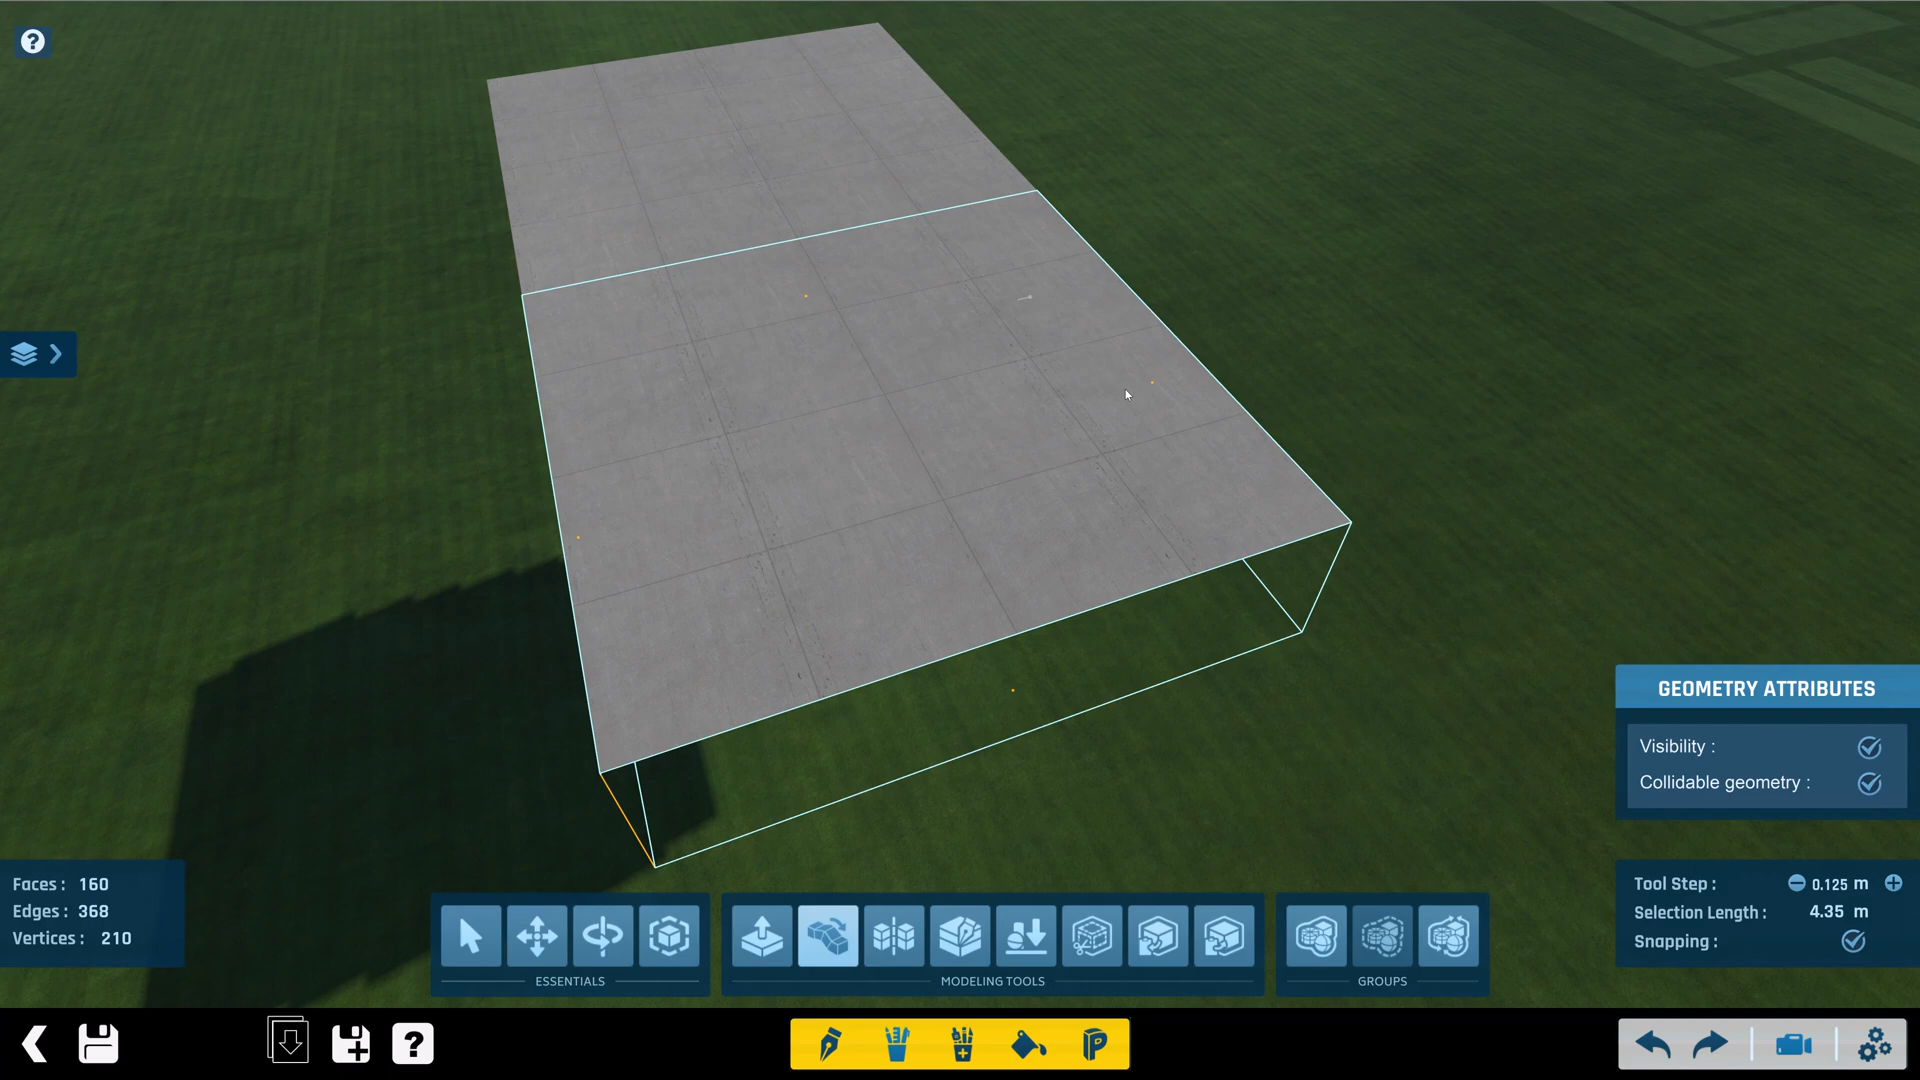 ?
GEOMETRY ATTRIBUTES
Visibility :
Collidable geometry :
Faces : 160
Edges : 368
Vertices : 210
Tool Step : 0.125 m
Selection Length : 4.35 m
Snapping :
ESSENTIALS
MODELING TOOLS
GROUPS
?
P